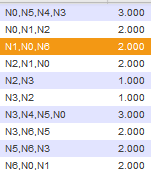 N0,N5,N4,N3 3.000
N0,N1,N2 2.000
N1,N0,N6 2.000
N2,N1,N0 2.000
N2,N3 1.000
N3,N2 1.000
N3,N4,N5,N0 3.000
N3,N6,N5 2.000
N5,N6,N3 2.000
N6,N0,N1 2.000